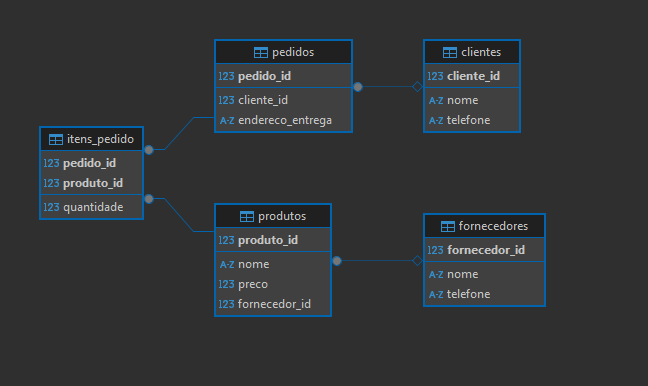 pedidos
123 pedido_id
123 cliente_id
A-Z endereco_entrega
clientes
123 cliente_id
A-Z nome
A-Z telefone
itens_pedido
123 pedido_id
123 produto_id
123 quantidade
produtos
123 produto_id
A-Z nome
123 preco
123 fornecedor_id
fornecedores
123 fornecedor_id
A-Z nome
A-Z telefone